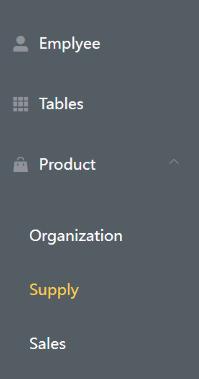 Emplyee
Tables
Product
Organization
Supply
Sales